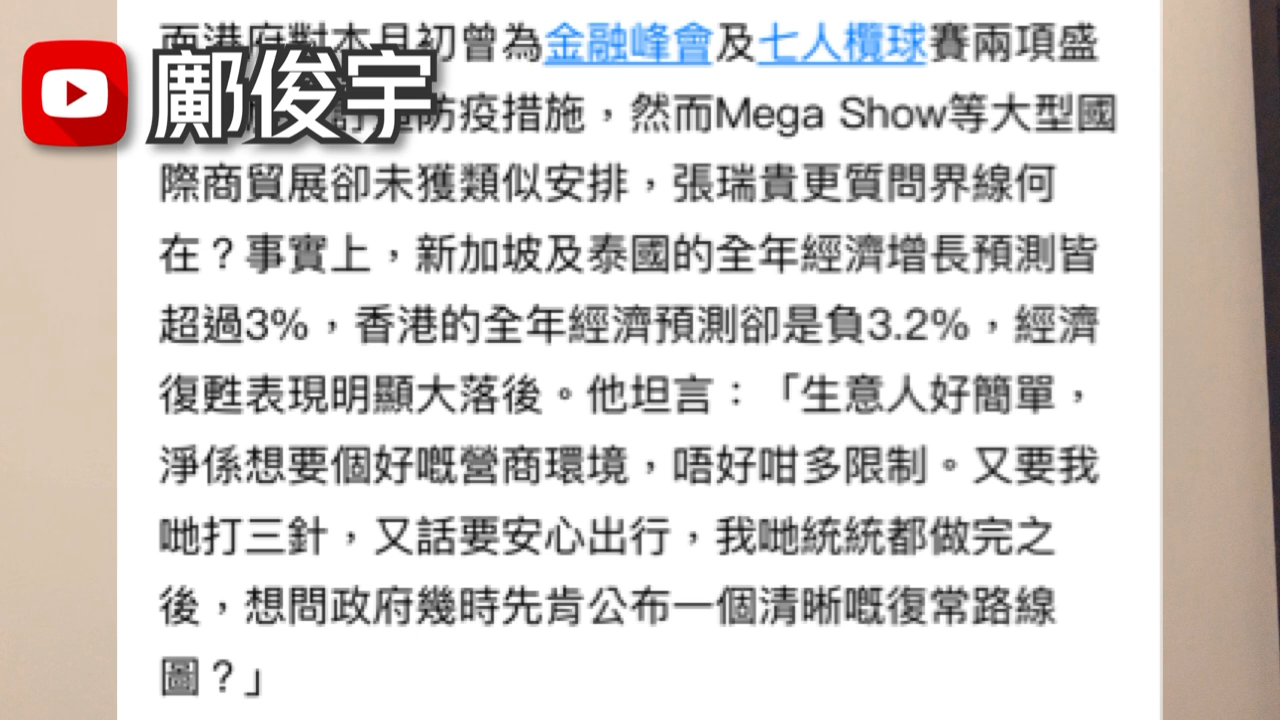 鄺俊宇
而港府對本月初曾為金融峰會及七人欖球賽兩項盛
防疫措施，然而Mega Show等大型國
際商貿展卻未獲類似安排，張瑞貴更質問界線何
在？事實上，新加坡及泰國的全年經濟增長預測皆
超過3%，香港的全年經濟預測卻是負3.2%，經濟
復甦表現明顯大落後。他坦言：「生意人好簡單，
淨係想要個好嘅營商環境，唔好咁多限制。又要我
哋打三針，又話要安心出行，我哋統統都做完之
後，想問政府幾時先肯公布一個清晰嘅復常路線
圖？」